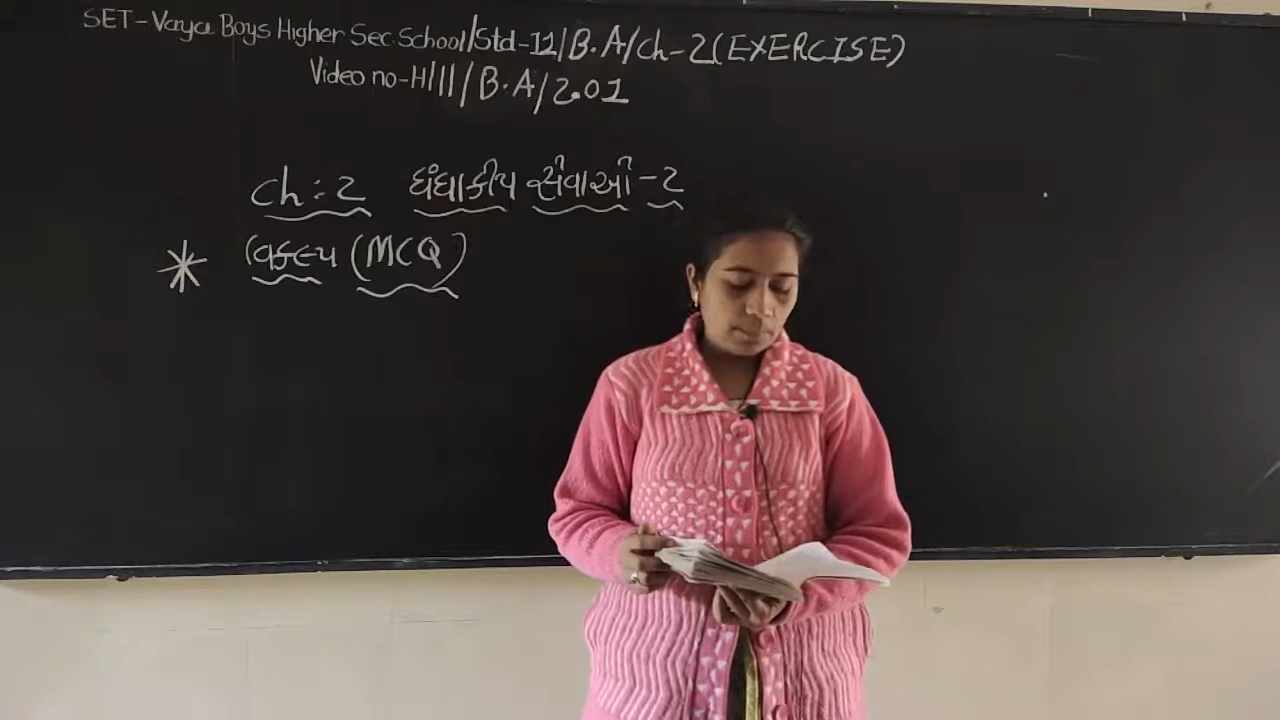 SET-Vaya Boys Higher Sec. School/Std-11/B.A/Ch-2(EXERCISE)
Video no-H/11/B.A/2.01
Ch:2 ધંધાકીય સેવાઓ-2
* વિકલ્પ (MCQ)